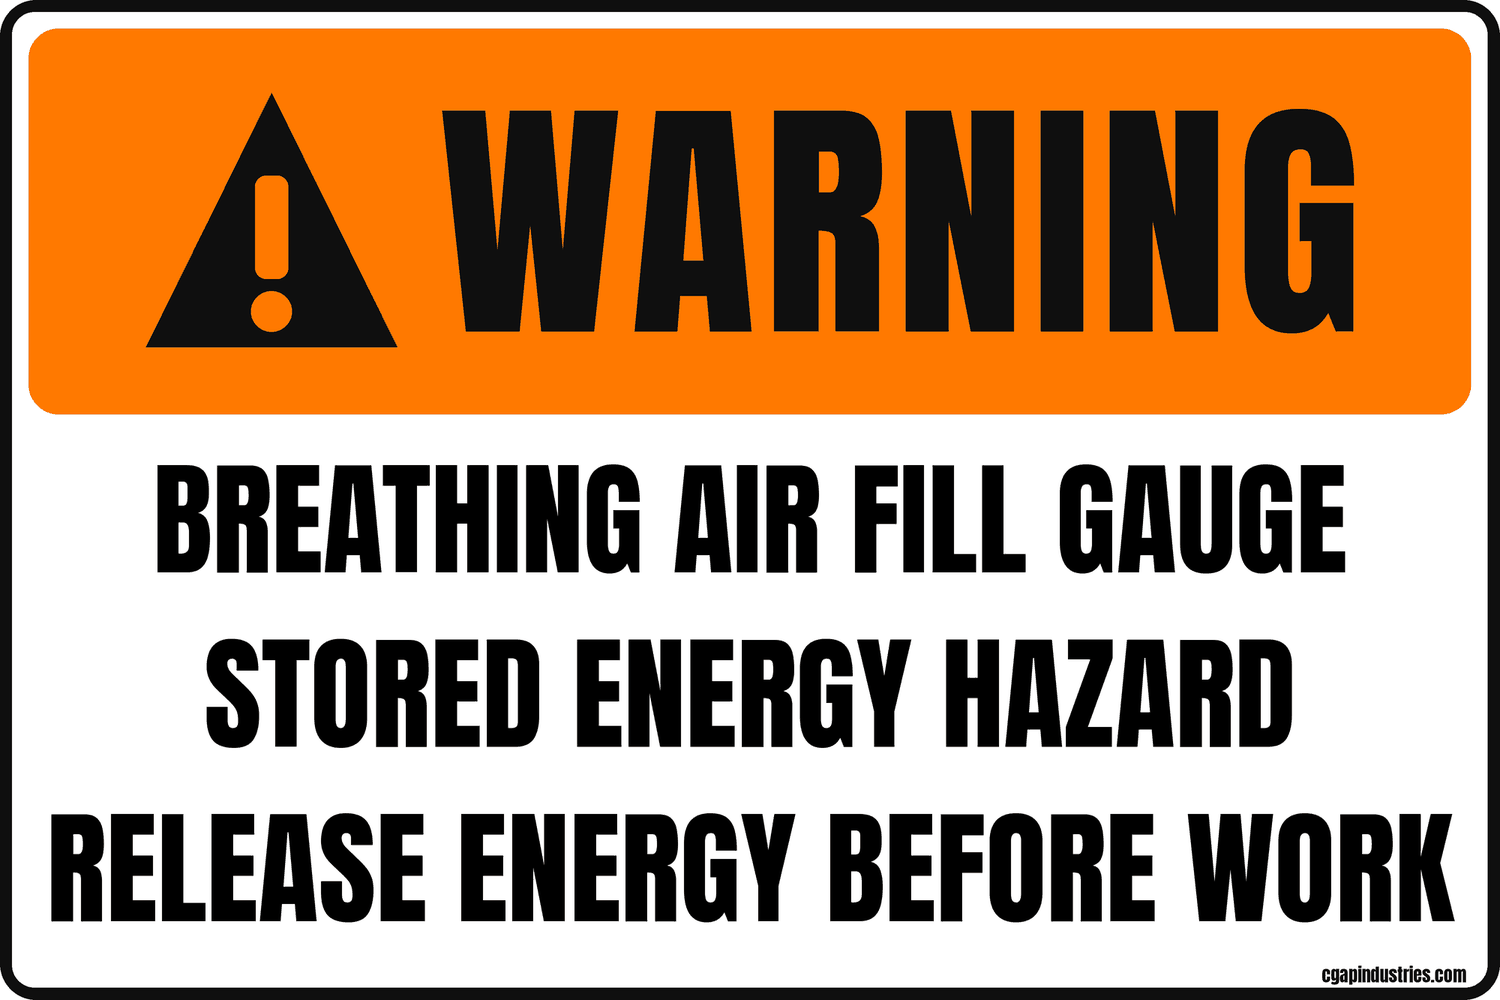 WARNING
BREATHING AIR FILL GAUGE
STORED ENERGY HAZARD
RELEASE ENERGY BEFORE WORK
cgapindustries.com